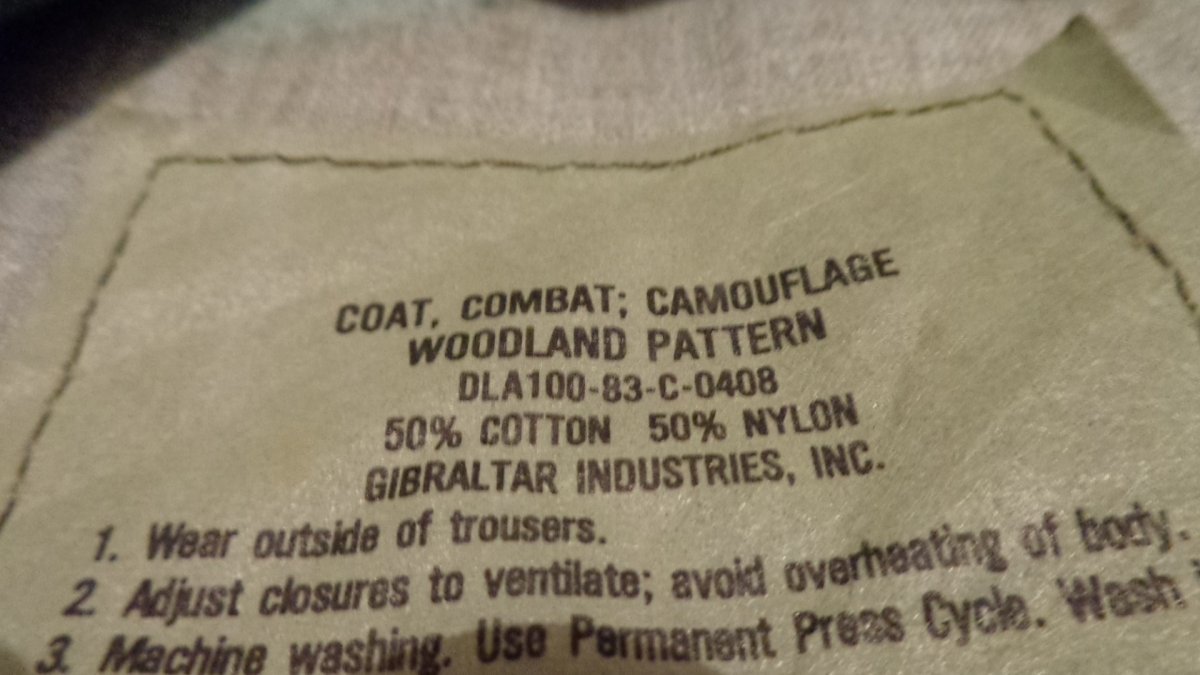 COAT, COMBAT; CAMOUFLAGE
WOODLAND PATTERN
DLA100-83-C-0408
50% COTTON 50% NYLON
GIBRALTAR INDUSTRIES, INC.
1. Wear outside of trousers.
2. Adjust closures to ventilate; avoid overheating of body.
3. Machine washing. Use Permanent Press Cycle. Wash